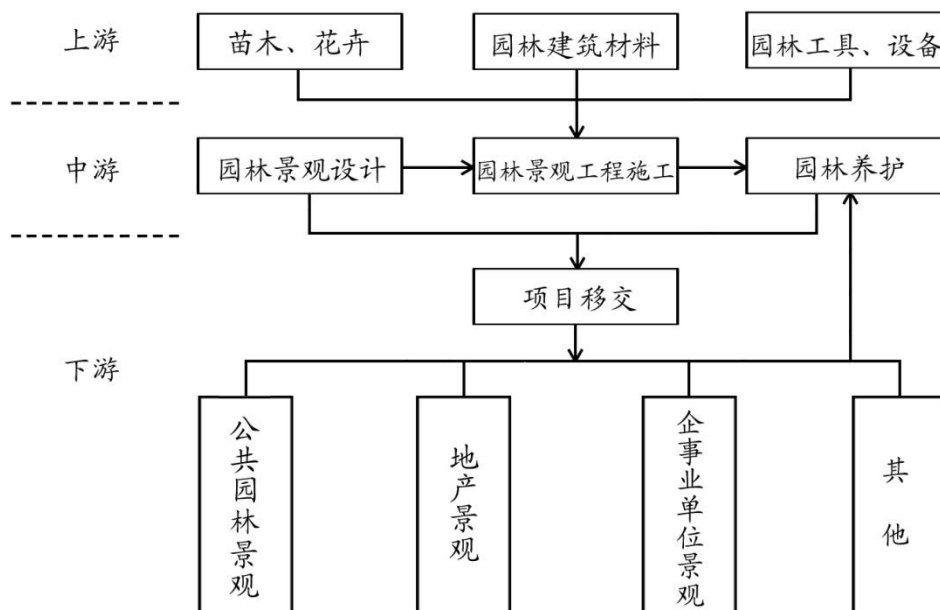 上游
苗木、花卉
园林建筑材料
园林工具、设备
中游
园林景观设计
园林景观工程施工
园林养护
项目移交
下游
公共园林景观
地产景观
企事业单位景观
其他